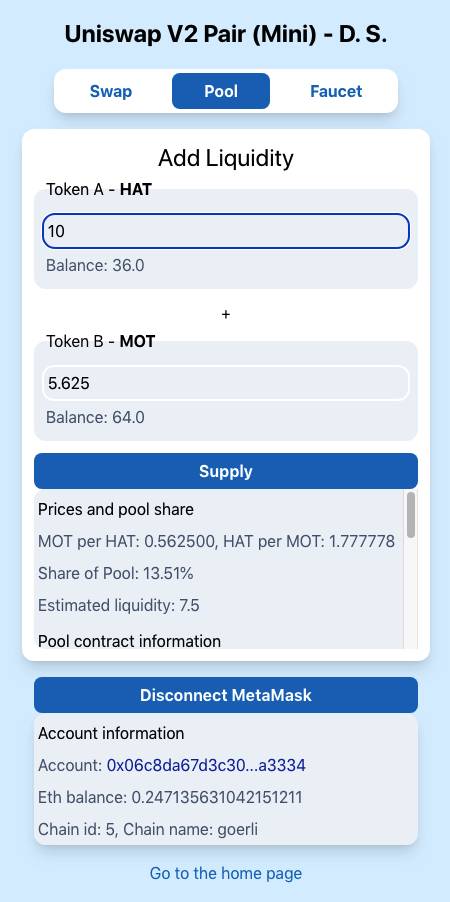 Uniswap V2 Pair (Mini) - D. S.
Swap Pool Faucet
Add Liquidity
Token A - HAT
10
Balance: 36.0
+
Token B - MOT
5.625
Balance: 64.0
Supply
Prices and pool share
MOT per HAT: 0.562500, HAT per MOT: 1.777778
Share of Pool: 13.51%
Estimated liquidity: 7.5
Pool contract information
Disconnect MetaMask
Account information
Account: 0x06c8da67d3c30...a3334
Eth balance: 0.247135631042151211
Chain id: 5, Chain name: goerli
Go to the home page